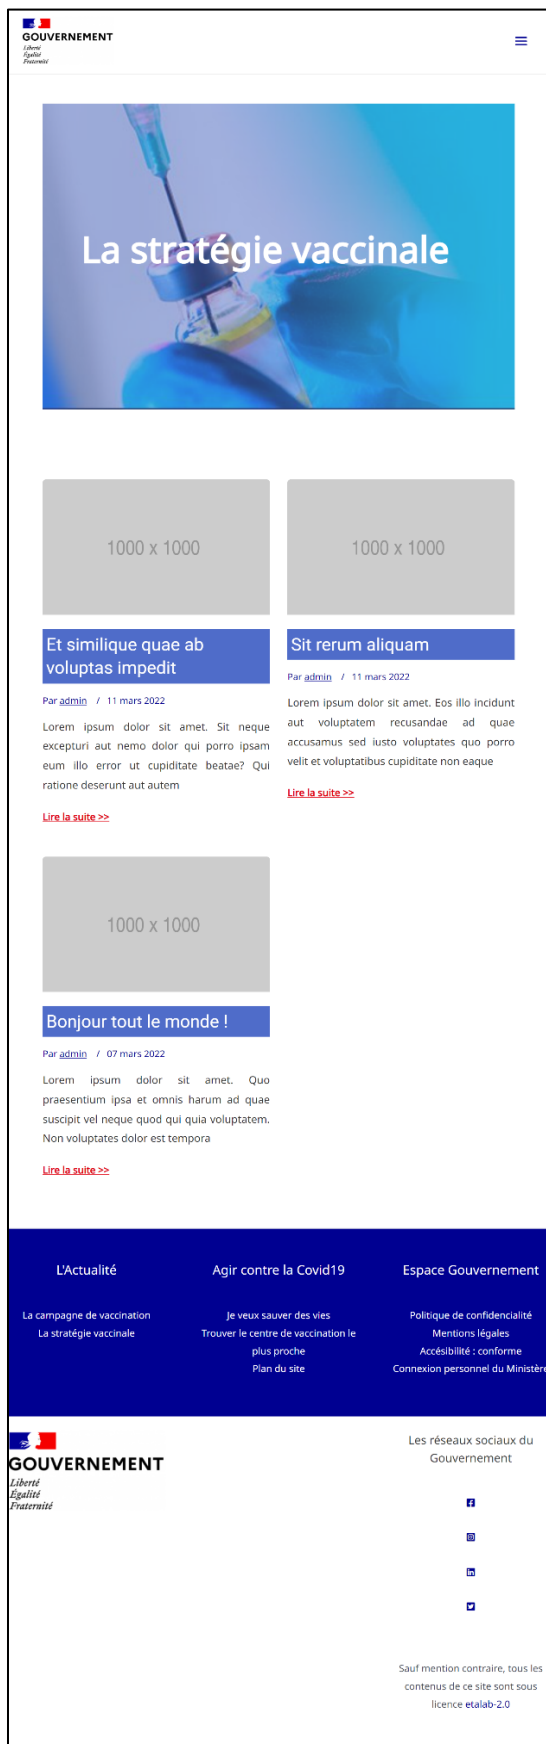 GOUVERNEMENT
Liberté
Égalité
Fraternité
La stratégie vaccinale
1000 x 1000
1000 x 1000
Et similique quae ab
voluptas impedit
Par admin / 11 mars 2022
Lorem ipsum dolor sit amet. Sit neque
excepturi aut nemo dolor qui porro ipsam
eum illo error ut cupiditate beatae? Qui
ratione deserunt aut autem
Lire la suite >>
Sit rerum aliquam
Par admin / 11 mars 2022
Lorem ipsum dolor sit amet. Eos illo incidunt
aut voluptatem recusandae ad quae
accusamus sed iusto voluptates quo porro
velit et voluptatibus cupiditate non eaque
Lire la suite >>
1000 x 1000
Bonjour tout le monde !
Par admin / 07 mars 2022
Lorem ipsum dolor sit amet. Quo
praesentium ipsa et omnis harum ad quae
suscipit vel neque quod qui quia voluptatem.
Non voluptates dolor est tempora
Lire la suite >>
L'Actualité
La campagne de vaccination
La stratégie vaccinale
Agir contre la Covid19
Je veux sauver des vies
Trouver le centre de vaccination le
plus proche
Plan du site
Espace Gouvernement
Politique de confidencialité
Mentions légales
Accésibilité : conforme
Connexion personnel du Ministère
GOUVERNEMENT
Liberté
Égalité
Fraternité
Les réseaux sociaux du
Gouvernement
Sauf mention contraire, tous les
contenus de ce site sont sous
licence etalab-2.0